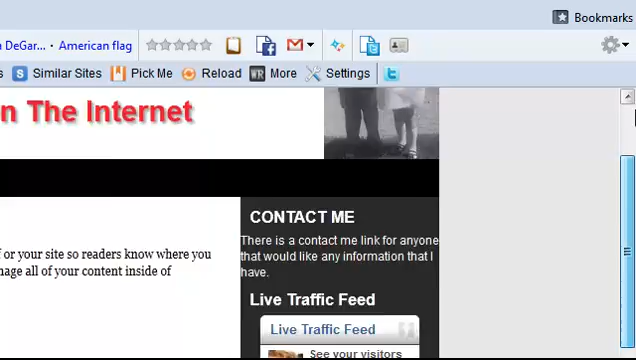 Bookmarks
DeGar... • American flag
Similar Sites Pick Me Reload WR More Settings
n The Internet
CONTACT ME
There is a contact me link for anyone
that would like any information that I
have.
or your site so readers know where you
nage all of your content inside of
Live Traffic Feed
Live Traffic Feed
See your visitors